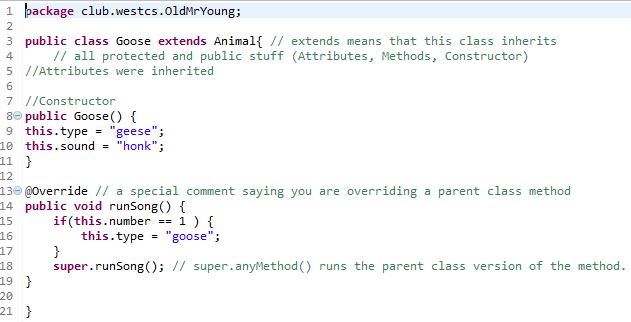 1 package club.westcs.OldMrYoung;
2
3 public class Goose extends Animal{ // extends means that this class inherits
4     // all protected and public stuff (Attributes, Methods, Constructor)
5 //Attributes were inherited
6
7 //Constructor
8 public Goose() {
9 this.type = "geese";
10 this.sound = "honk";
11 }
12
13 @Override // a special comment saying you are overriding a parent class method
14 public void runSong() {
15     if(this.number == 1 ) {
16         this.type = "goose";
17     }
18     super.runSong(); // super.anyMethod() runs the parent class version of the method.
19 }
20
21 }